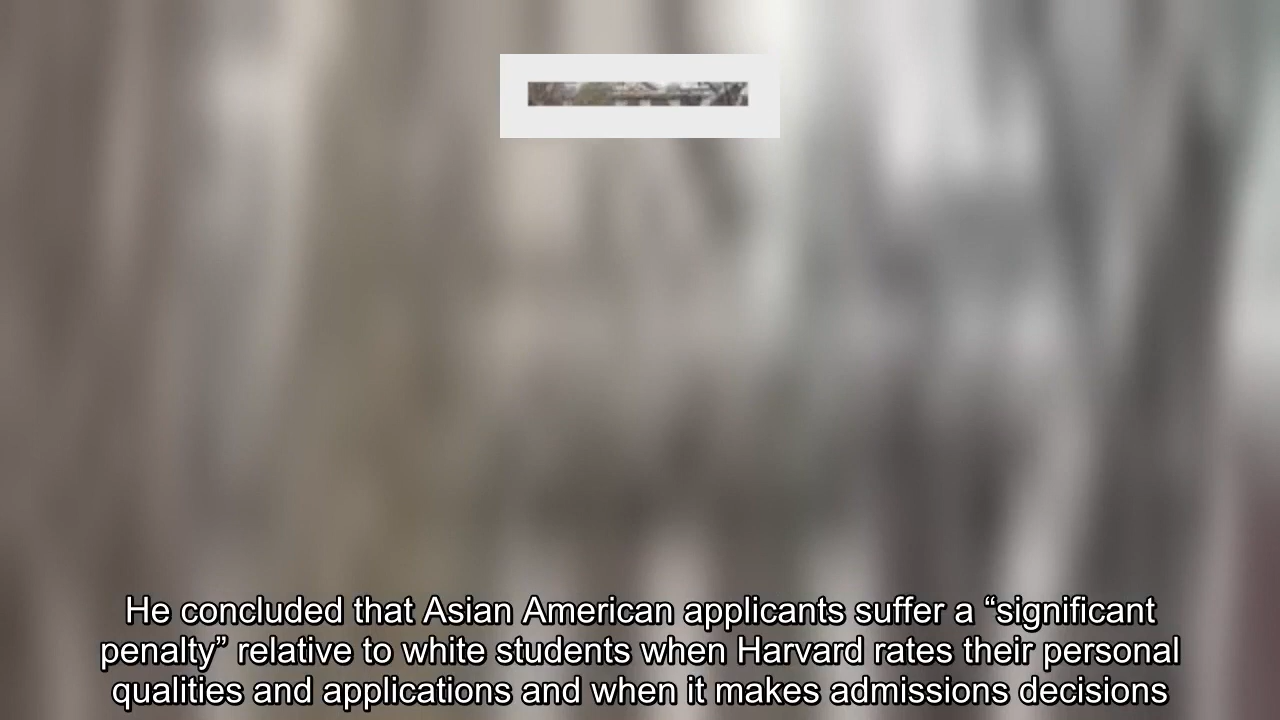 He concluded that Asian American applicants suffer a “significant
penalty” relative to white students when Harvard rates their personal
qualities and applications and when it makes admissions decisions